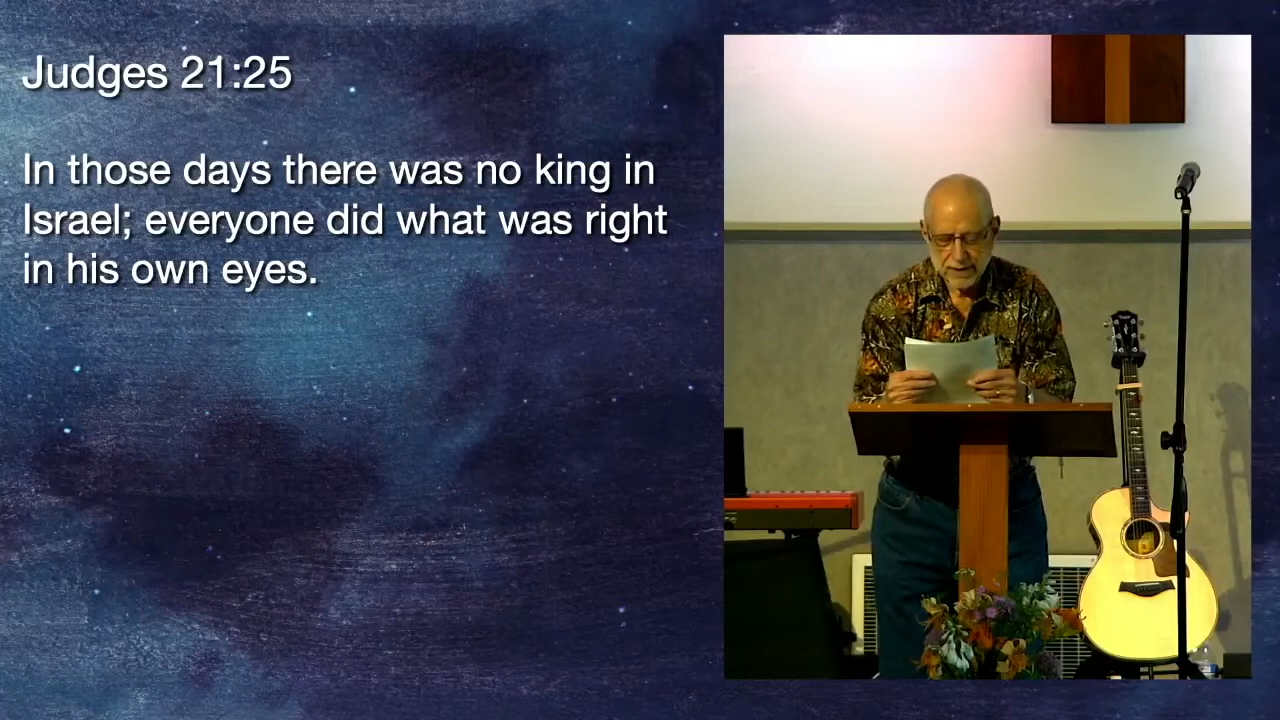 Judges 21:25
In those days there was no king in
Israel; everyone did what was right
in his own eyes.